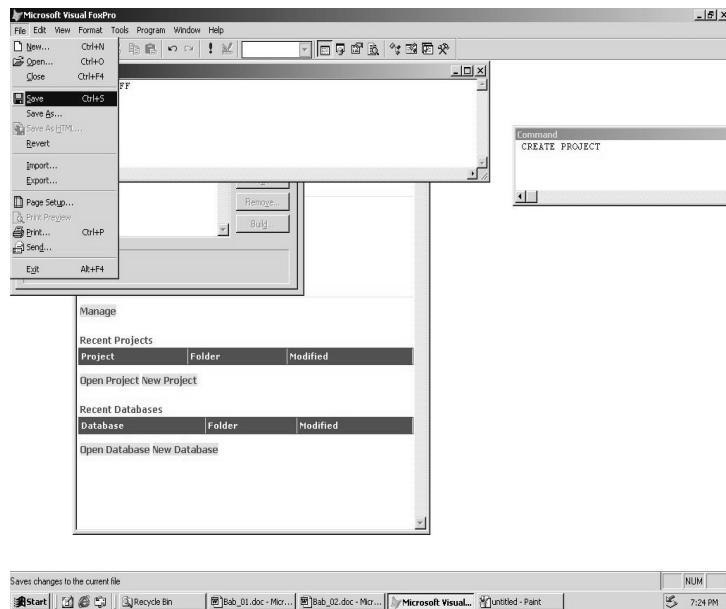 Microsoft Visual FoxPro
File Edit View Format Tools Program Window Help
New... Ctrl+N
Open... Ctrl+O
Close Ctrl+F4
Save Ctrl+S
Save As...
Save As HTML...
Revert
Import...
Export...
Page Setup...
Print Preview
Print... Ctrl+P
Send...
Exit Alt+F4
FF
Command
CREATE PROJECT
Remove...
Build...
Manage
Recent Projects
Project Folder Modified
Open Project New Project
Recent Databases
Database Folder Modified
Open Database New Database
Saves changes to the current file
NUM
Start Recycle Bin Bab_01.doc - Micr... Bab_02.doc - Micr... Microsoft Visual... untitled - Paint 7:24 PM